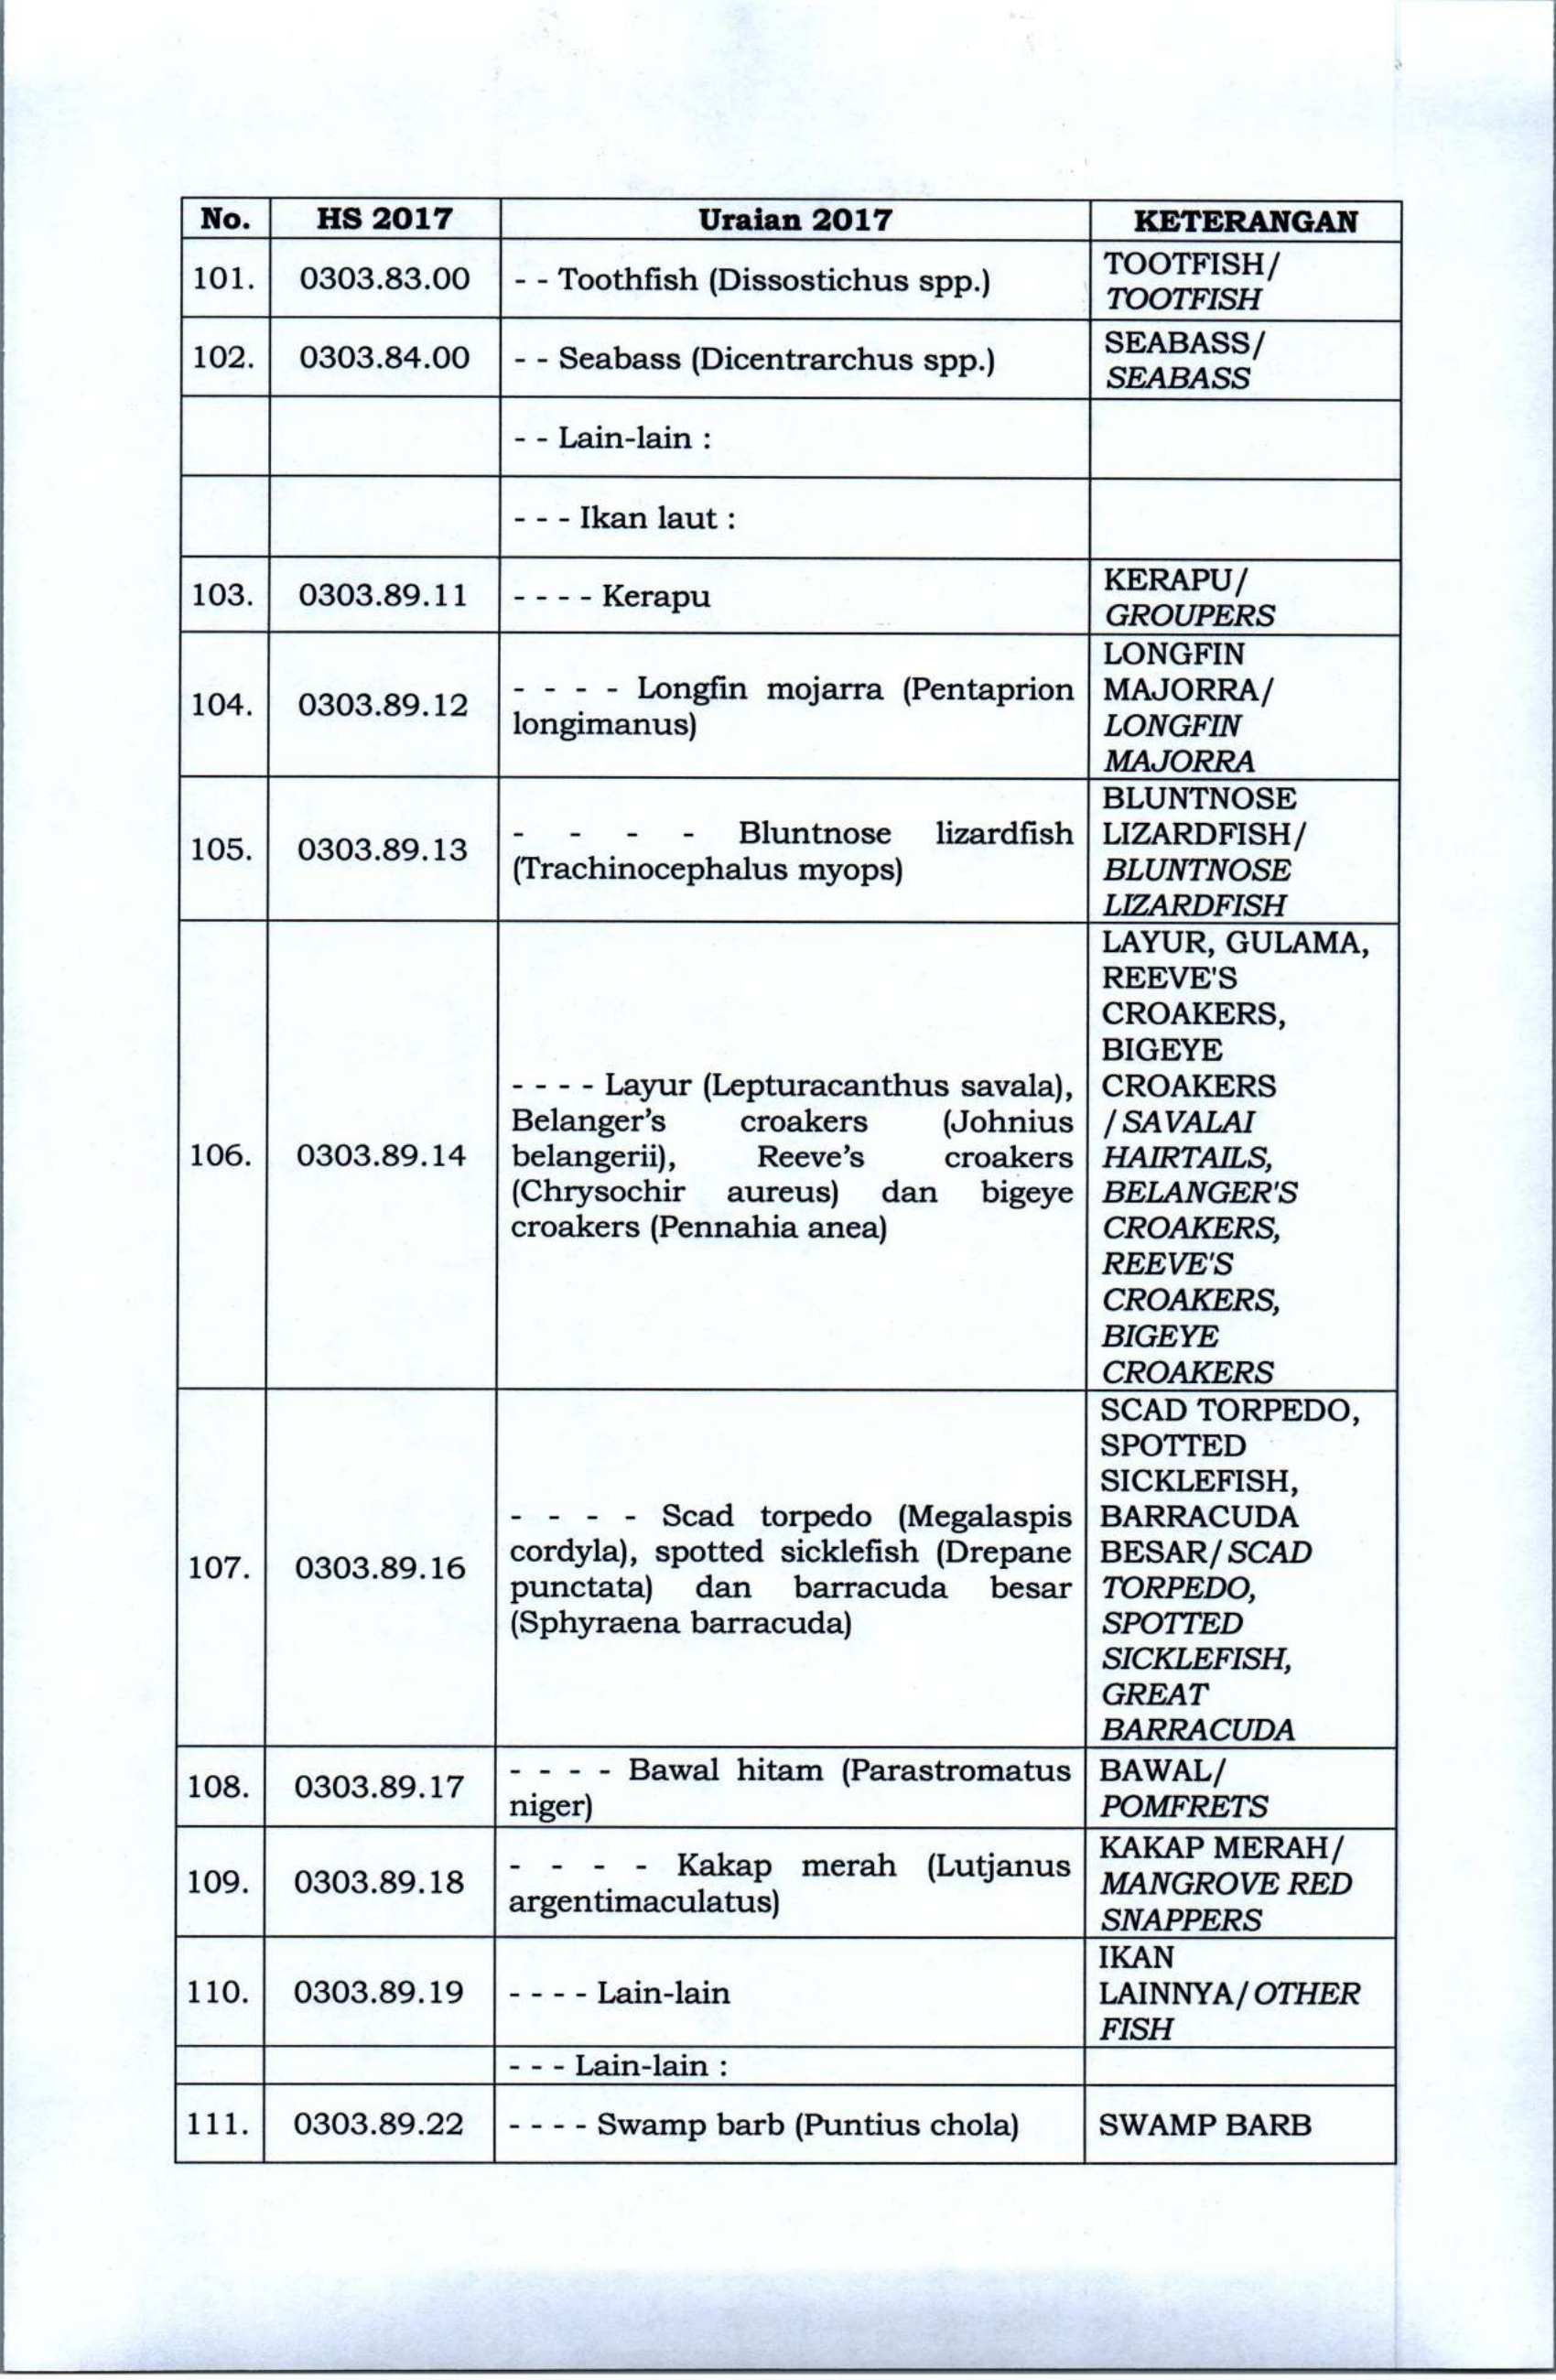 No. HS 2017 Uraian 2017 KETERANGAN
101. 0303.83.00 - - Toothfish (Dissostichus spp.) TOOTFISH/
TOOTFISH
102. 0303.84.00 - - Seabass (Dicentrarchus spp.) SEABASS/
SEABASS
- - Lain-lain :
- - - Ikan laut :
103. 0303.89.11 - - - - Kerapu KERAPU/
GROUPERS
104. 0303.89.12 - - - - Longfin mojarra (Pentaprion
longimanus)
LONGFIN
MAJORRA/
LONGFIN
MAJORRA
105. 0303.89.13 - - - - Bluntnose lizardfish
(Trachinocephalus myops)
BLUNTNOSE
LIZARDFISH/
BLUNTNOSE
LIZARDFISH
106. 0303.89.14 - - - - Layur (Lepturacanthus savala),
Belanger’s croakers (Johnius
belangerii), Reeve’s croakers
(Chrysochir aureus) dan bigeye
croakers (Pennahia anea)
LAYUR, GULAMA,
REEVE'S
CROAKERS,
BIGEYE
CROAKERS
/SAVALAI
HAIRTAILS,
BELANGER'S
CROAKERS,
REEVE'S
CROAKERS,
BIGEYE
CROAKERS
107. 0303.89.16 - - - - Scad torpedo (Megalaspis
cordyla), spotted sicklefish (Drepane
punctata) dan barracuda besar
(Sphyraena barracuda)
SCAD TORPEDO,
SPOTTED
SICKLEFISH,
BARRACUDA
BESAR/SCAD
TORPEDO,
SPOTTED
SICKLEFISH,
GREAT
BARRACUDA
108. 0303.89.17 - - - - Bawal hitam (Parastromatus
niger)
BAWAL/
POMFRETS
109. 0303.89.18 - - - - Kakap merah (Lutjanus
argentimaculatus)
KAKAP MERAH/
MANGROVE RED
SNAPPERS
110. 0303.89.19 - - - - Lain-lain
IKAN
LAINNYA/OTHER
FISH
- - - Lain-lain :
111. 0303.89.22 - - - - Swamp barb (Puntius chola) SWAMP BARB